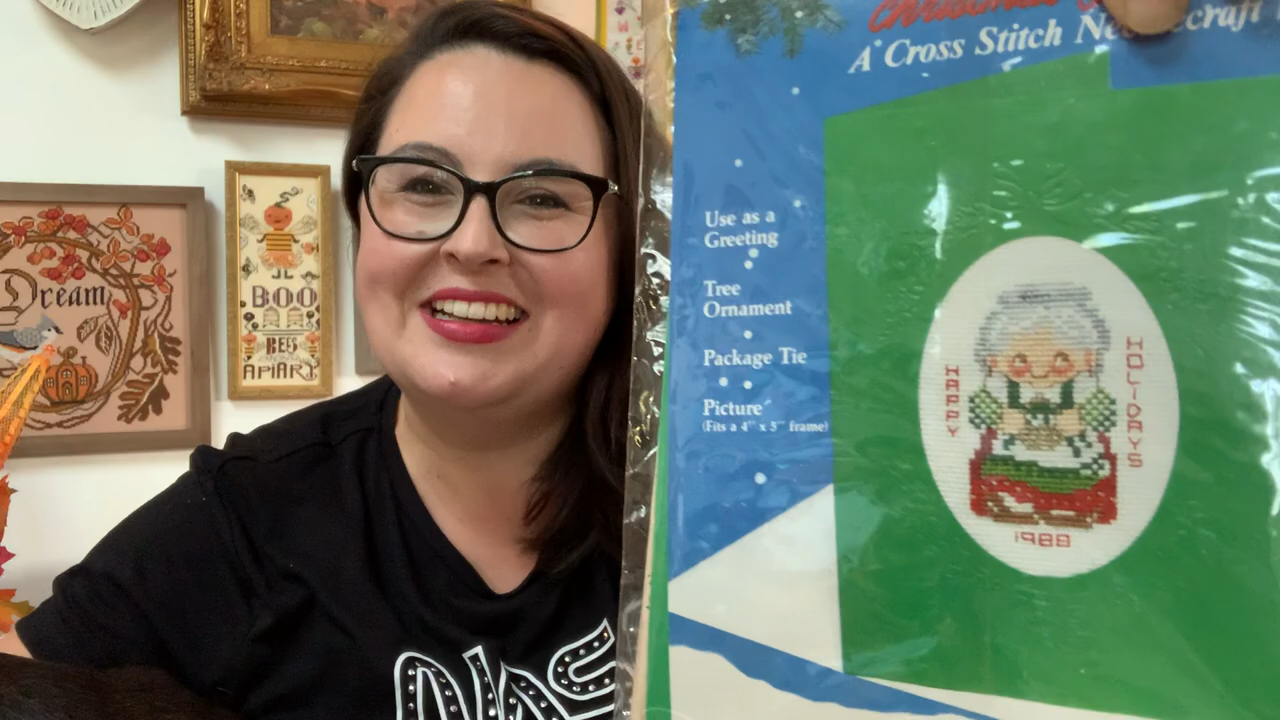 Dream
BOO
BEES
APIARY
Christmas
A Cross Stitch
Use as a
Greeting
Tree
Ornament
Package Tie
Picture
(Fits a 4" x 5" frame)
HAPPY
HOLIDAYS
1988